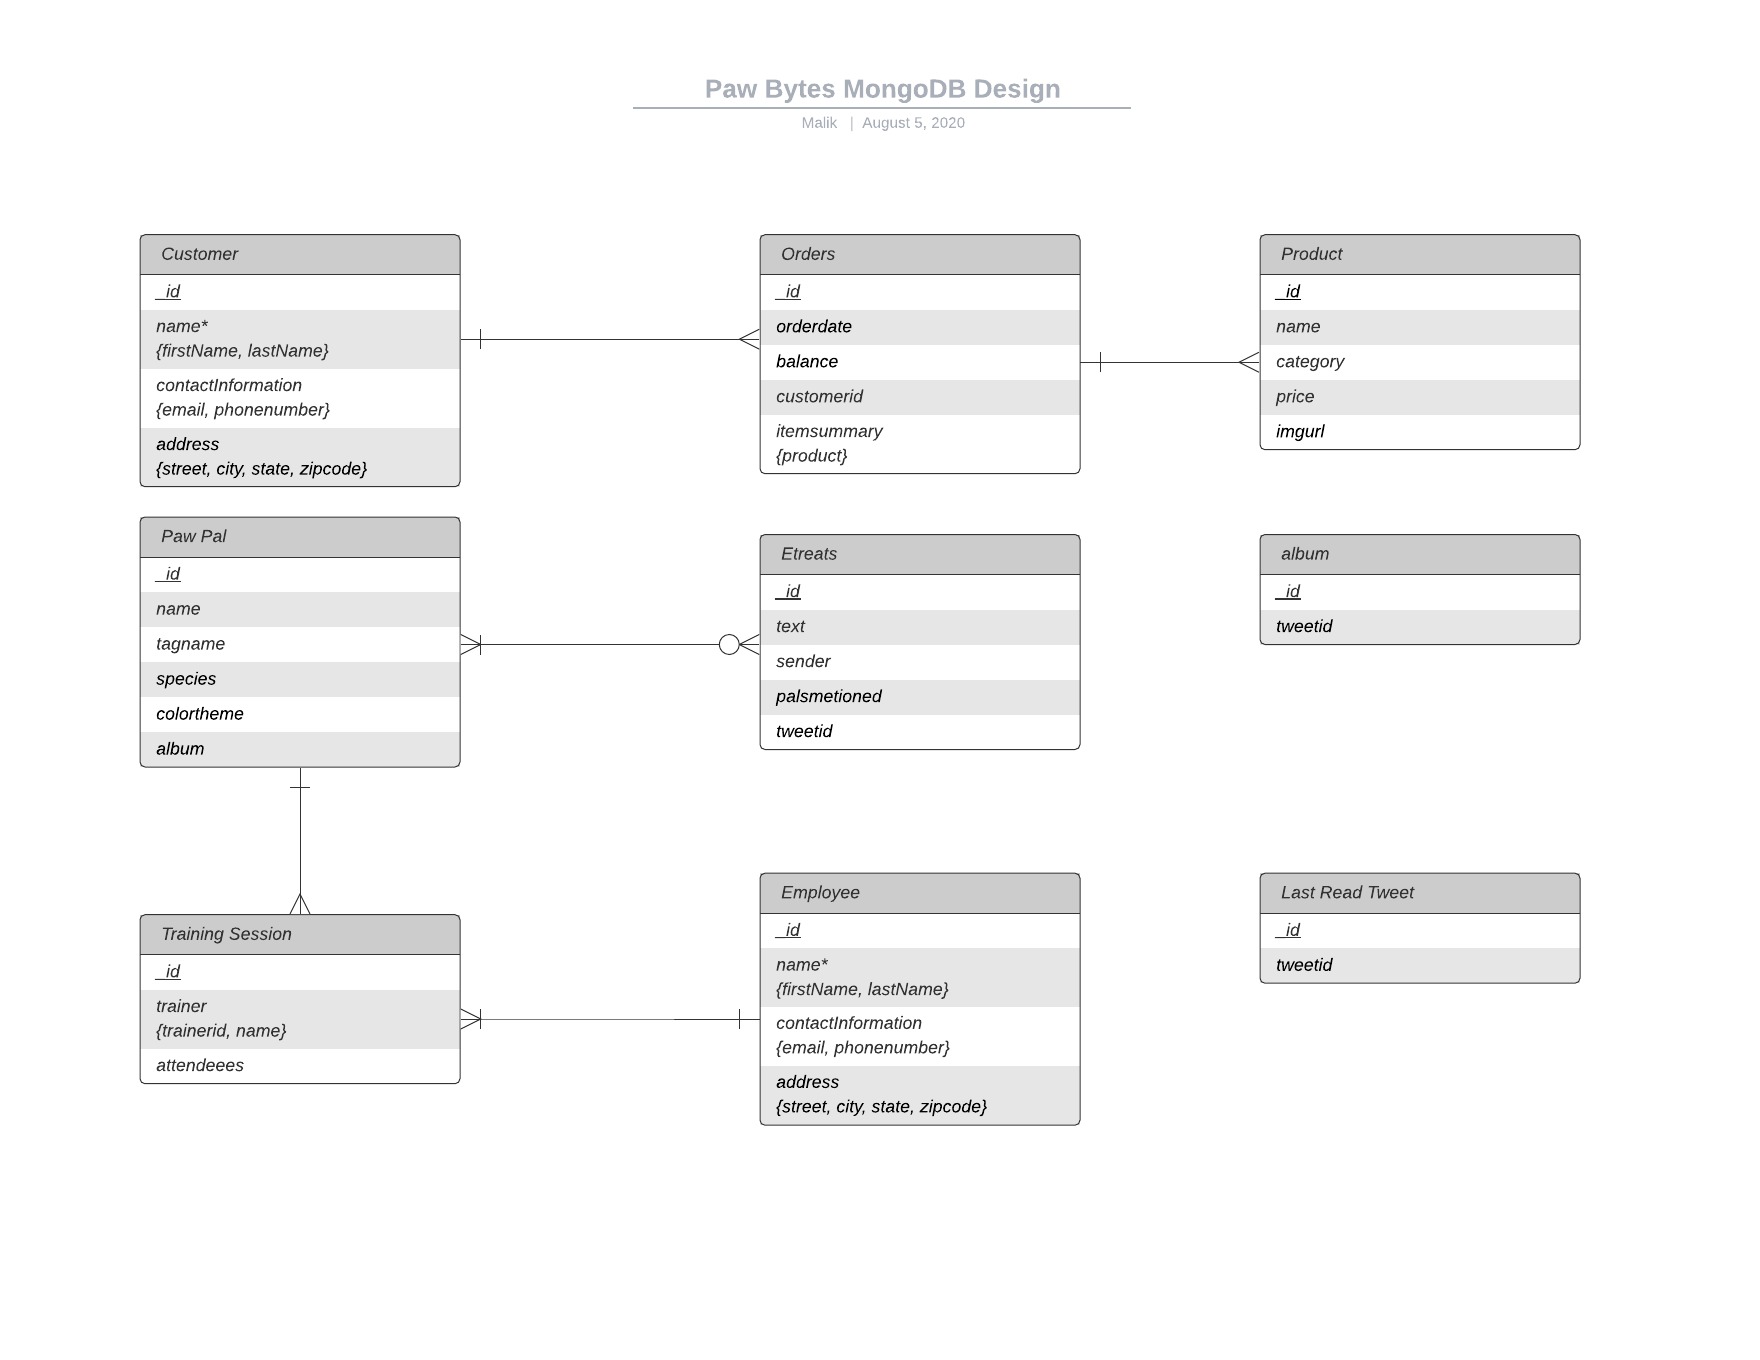 Paw Bytes MongoDB Design
Malik | August 5, 2020
Customer
_id
name*
{firstName, lastName}
contactInformation
{email, phonenumber}
address
{street, city, state, zipcode}
Orders
_id
orderdate
balance
customerid
itemsummary
{product}
Product
_id
name
category
price
imgurl
Paw Pal
_id
name
tagname
species
colortheme
album
Etreats
_id
text
sender
palsmetioned
tweetid
album
_id
tweetid
Training Session
_id
trainer
{trainerid, name}
attendeees
Employee
_id
name*
{firstName, lastName}
contactInformation
{email, phonenumber}
address
{street, city, state, zipcode}
Last Read Tweet
_id
tweetid